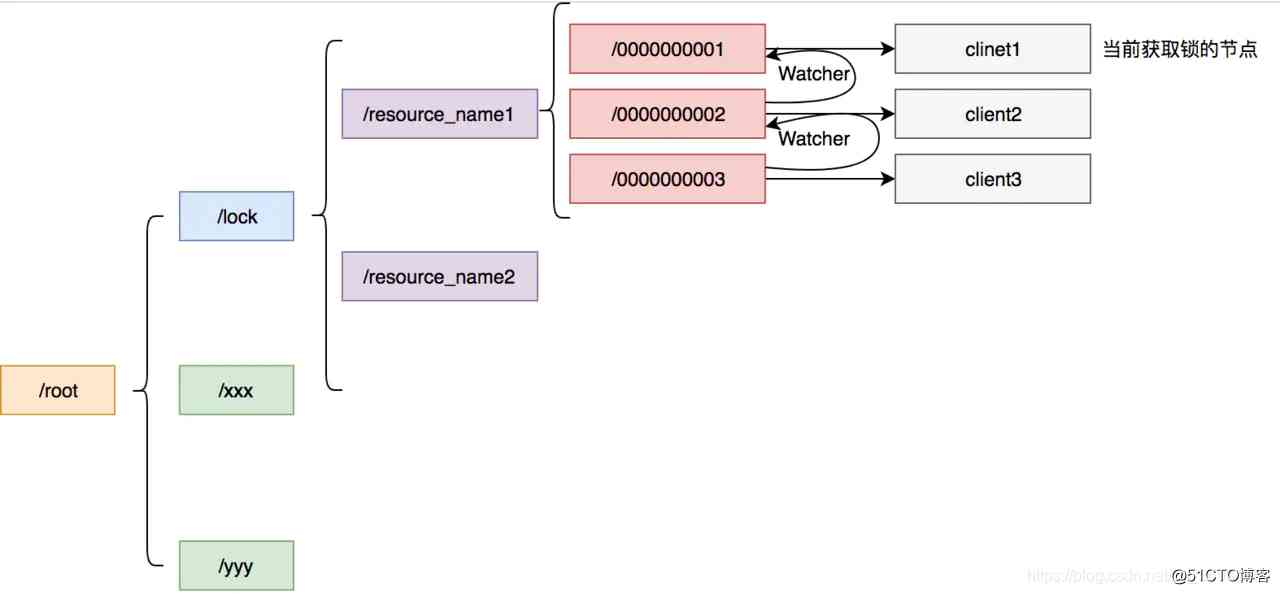 /0000000001
clinet1
当前获取锁的节点
Watcher
/resource_name1
/0000000002
client2
Watcher
/0000000003
client3
/lock
/resource_name2
/root
/xxx
/yyy
https://blog.csdn.net
@51CTO博客